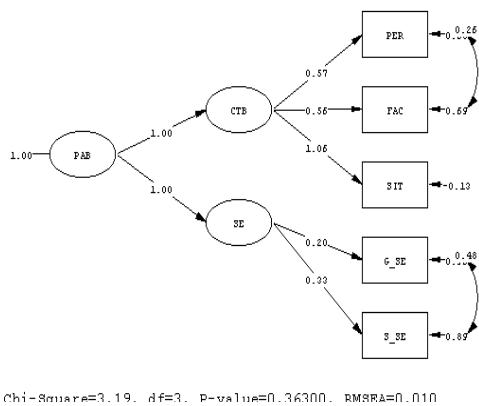 0.26
PER
0.57
CTB
FAC
0.69
0.56
1.00
1.00
PAB
1.06
SIT
-0.13
1.00
SE
0.20
G_SE
0.48
0.33
S_SE
0.89
Chi-Square=3.19, df=3, P-value=0.36300, RMSEA=0.010